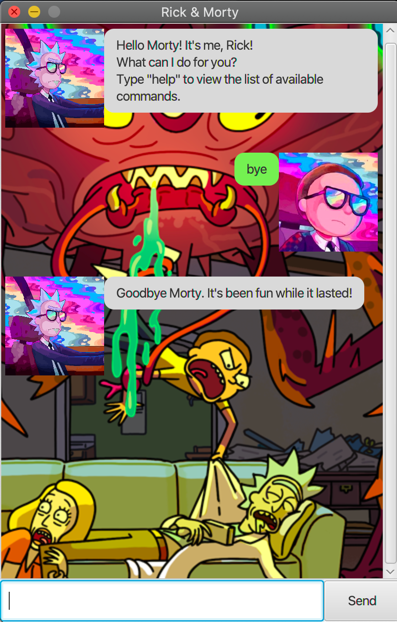 Rick & Morty
Hello Morty! It's me, Rick!
What can I do for you?
Type "help" to view the list of available
commands.
bye
Goodbye Morty. It's been fun while it lasted!
Send